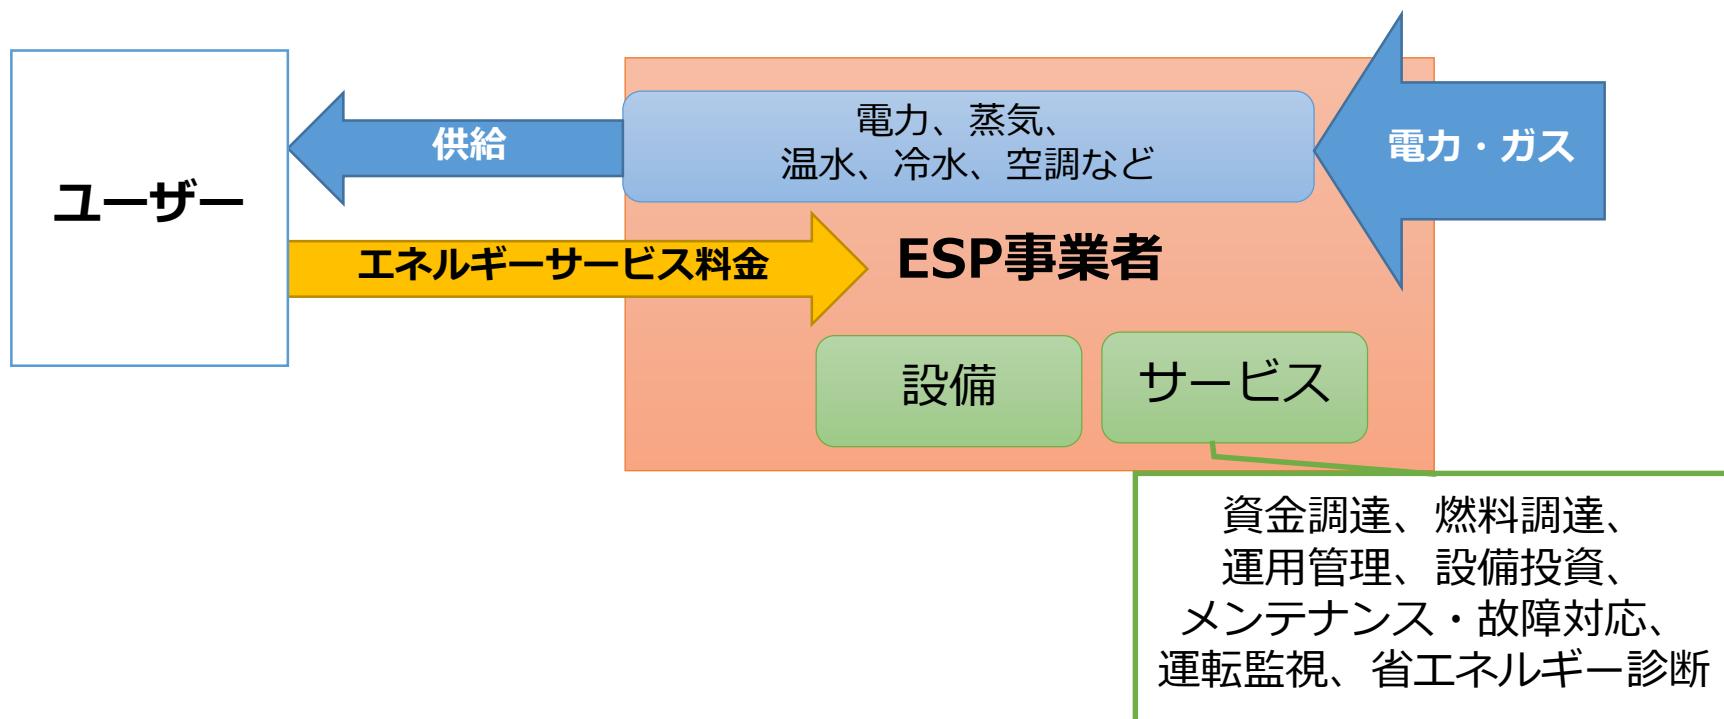 ユーザー
供給
エネルギーサービス料金
電力、蒸気、
温水、冷水、空調など
電力・ガス
ESP事業者
設備
サービス
資金調達、燃料調達、
運用管理、設備投資、
メンテナンス・故障対応、
運転監視、省エネルギー診断